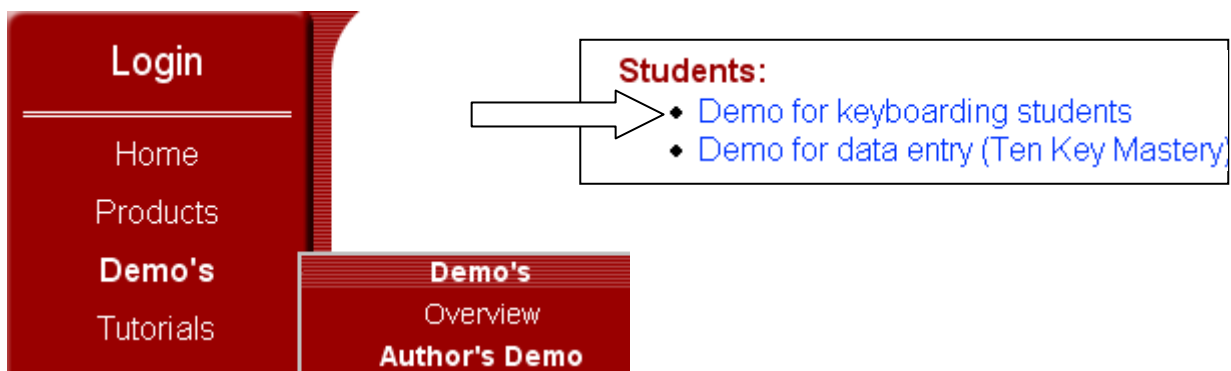 Login
Home
Products
Demo's
Tutorials
Demo's
Overview
Author's Demo
Students:
• Demo for keyboarding students
• Demo for data entry (Ten Key Mastery)